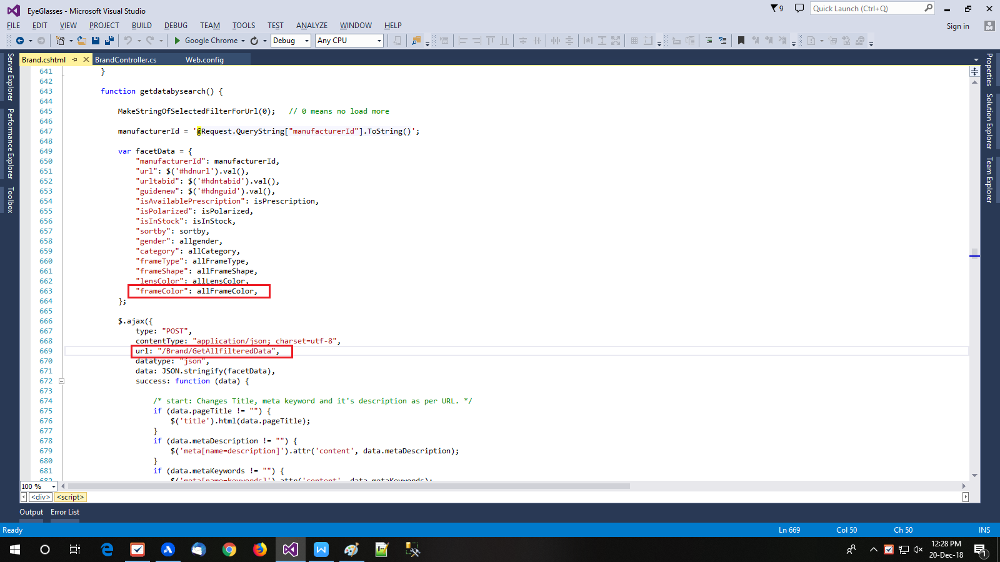 EyeGlasses - Microsoft Visual Studio
9
Quick Launch (Ctrl+Q)
FILE EDIT VIEW PROJECT BUILD DEBUG TEAM TOOLS TEST ANALYZE WINDOW HELP
Sign in
Google Chrome
Debug
Any CPU
Brand.cshtml
BrandController.cs
Web.config
Server Explorer
Performance Explorer
Toolbox
Properties
Solution Explorer
Team Explorer
641 }
642
643 function getdatabysearch() {
644
645 MakeStringOfSelectedFilterForUrl(0); // 0 means no load more
646
647 manufacturerId = '@Request.QueryString["manufacturerId"].ToString()';
648
649 var facetData = {
650 "manufacturerId": manufacturerId,
651 "url": $('#hdnurl').val(),
652 "urltabid": $('#hdntabid').val(),
653 "guidenew": $('#hdnguid').val(),
654 "isAvailablePrescription": isPrescription,
655 "isPolarized": isPolarized,
656 "isInStock": isInStock,
657 "sortby": sortby,
658 "gender": allgender,
659 "category": allCategory,
660 "frameType": allFrameType,
661 "frameShape": allFrameShape,
662 "lensColor": allLensColor,
663 "frameColor": allFrameColor,
664 };
665
666 $.ajax({
667 type: "POST",
668 contentType: "application/json; charset=utf-8",
669 url: "/Brand/GetAllfilteredData",
670 datatype: "json",
671 data: JSON.stringify(facetData),
672 success: function (data) {
673
674 /* start: Changes Title, meta keyword and it's description as per URL. */
675 if (data.pageTitle != "") {
676 $('title').html(data.pageTitle);
677 }
678 if (data.metaDescription != "") {
679 $('meta[name=description]').attr('content', data.metaDescription);
680 }
681 if (data.metaKeywords != "") {
682 $('meta[name=keywords]').attr('content', data.metaKeywords);
100 %
<div> <script>
Output Error List
Ready
Ln 669 Col 50 Ch 50 INS
12:28 PM
20-Dec-18
1